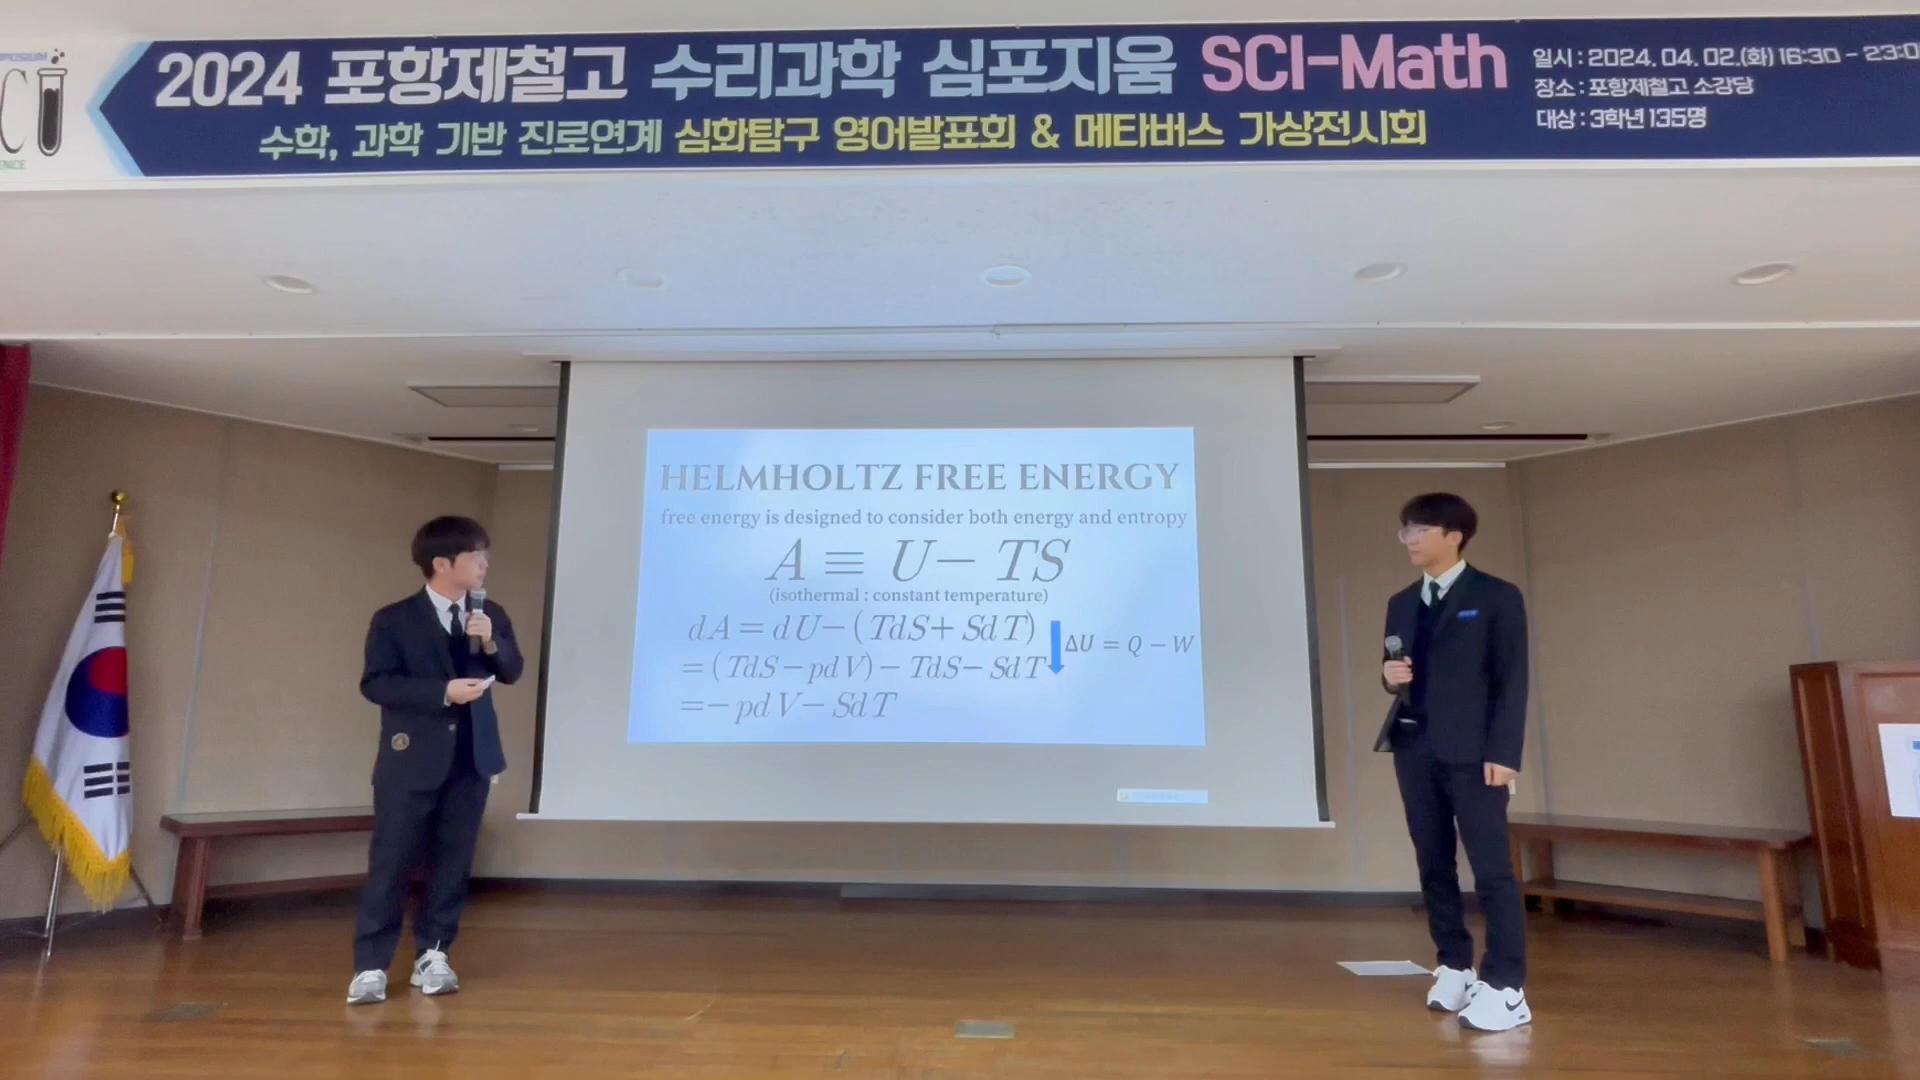 2024 포항제철고 수리과학 심포지움 SCI-Math
수학, 과학 기반 진로연계 심화탐구 영어발표회 & 메타버스 가상전시회
일시 : 2024. 04. 02.(화) 16:30 - 23:0
장소 : 포항제철고 소강당
대상 : 3학년 135명
HELMHOLTZ FREE ENERGY
free energy is designed to consider both energy and entropy
A ≡ U− TS
(isothermal : constant temperature)
dA = dU−(TdS+ SdT)
= (TdS−pdV)− TdS− SdT
=− pdV− SdT
ΔU = Q − W